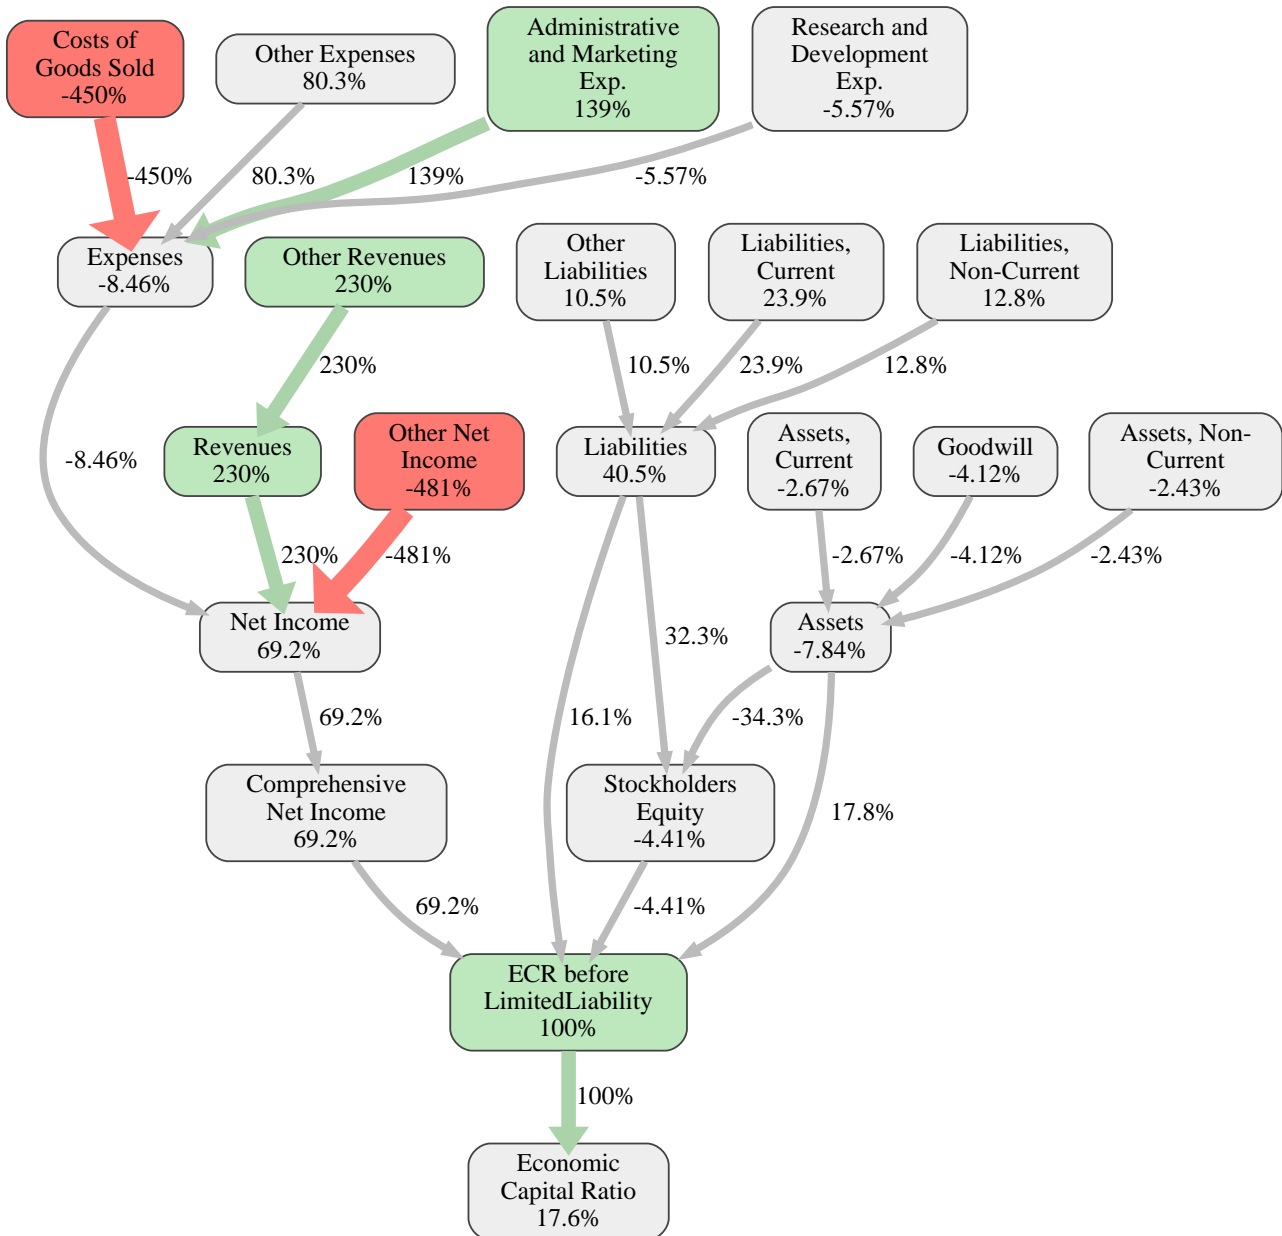 Costs of
Goods Sold
-450%
Other Expenses
80.3%
Administrative
and Marketing
Exp.
139%
Research and
Development
Exp.
-5.57%
-450%
80.3%
139%
-5.57%
Expenses
-8.46%
Other Revenues
230%
Other
Liabilities
10.5%
Liabilities,
Current
23.9%
Liabilities,
Non-Current
12.8%
230%
10.5%
23.9%
12.8%
-8.46%
Revenues
230%
Other Net
Income
-481%
Liabilities
40.5%
Assets,
Current
-2.67%
Goodwill
-4.12%
Assets, Non-
Current
-2.43%
230%
-481%
-2.67%
-4.12%
-2.43%
Net Income
69.2%
32.3%
Assets
-7.84%
69.2%
16.1%
-34.3%
Comprehensive
Net Income
69.2%
Stockholders
Equity
-4.41%
17.8%
69.2%
-4.41%
ECR before
LimitedLiability
100%
100%
Economic
Capital Ratio
17.6%